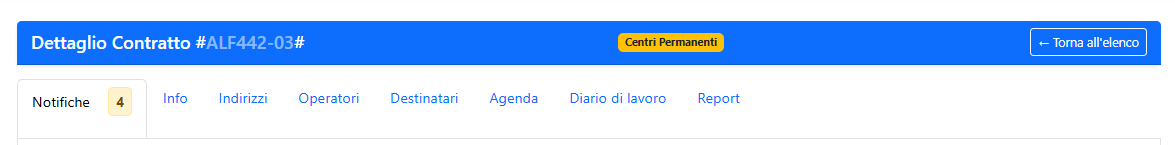 Dettaglio Contratto #ALF442-03#
Centri Permanenti
← Torna all'elenco
Notifiche 4 Info Indirizzi Operatori Destinatari Agenda Diario di lavoro Report